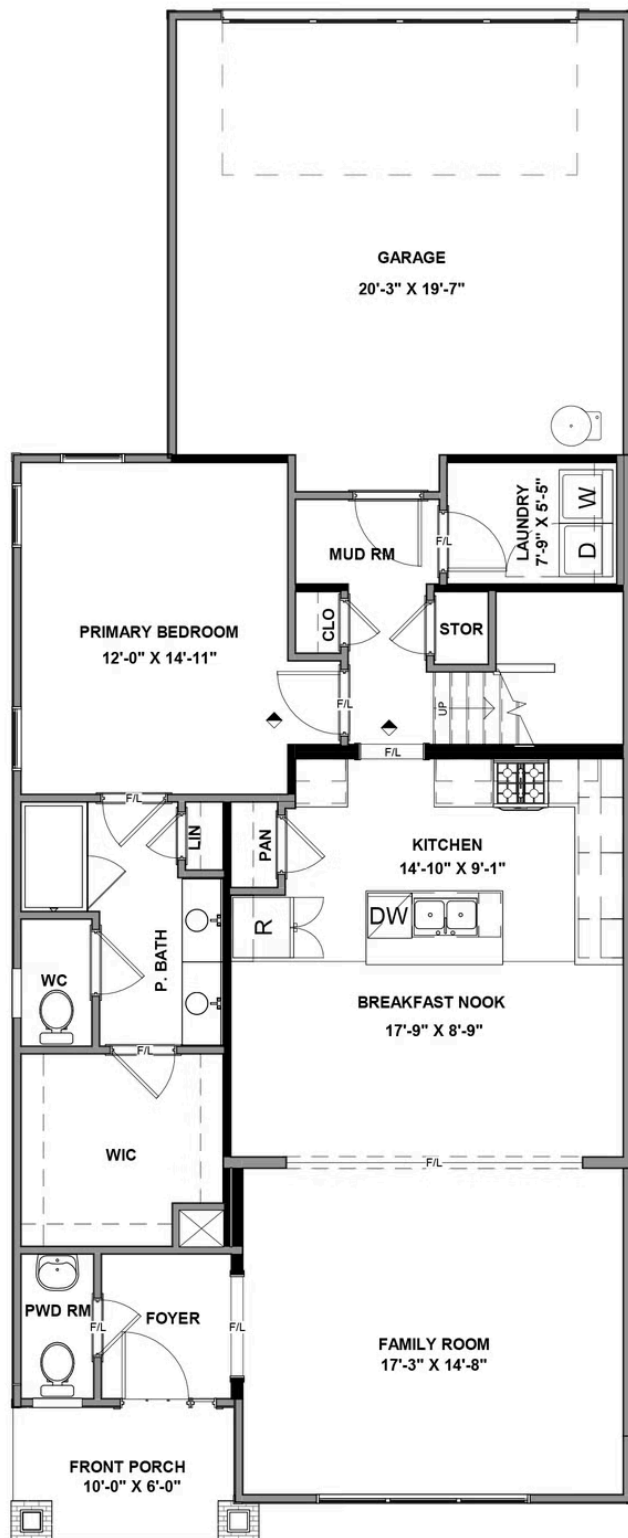 GARAGE
20'-3" X 19'-7"
LAUNDRY
7'-9" X 5'-5"
W
D
F/L
MUD RM
CLO
STOR
PRIMARY BEDROOM
12'-0" X 14'-11"
F/L
UP
F/L
F/L
LIN
PAN
KITCHEN
14'-10" X 9'-1"
R
DW
P. BATH
WC
BREAKFAST NOOK
17'-9" X 8'-9"
F/L
WIC
F/L
PWD RM
F/L
FOYER
F/L
FAMILY ROOM
17'-3" X 14'-8"
FRONT PORCH
10'-0" X 6'-0"